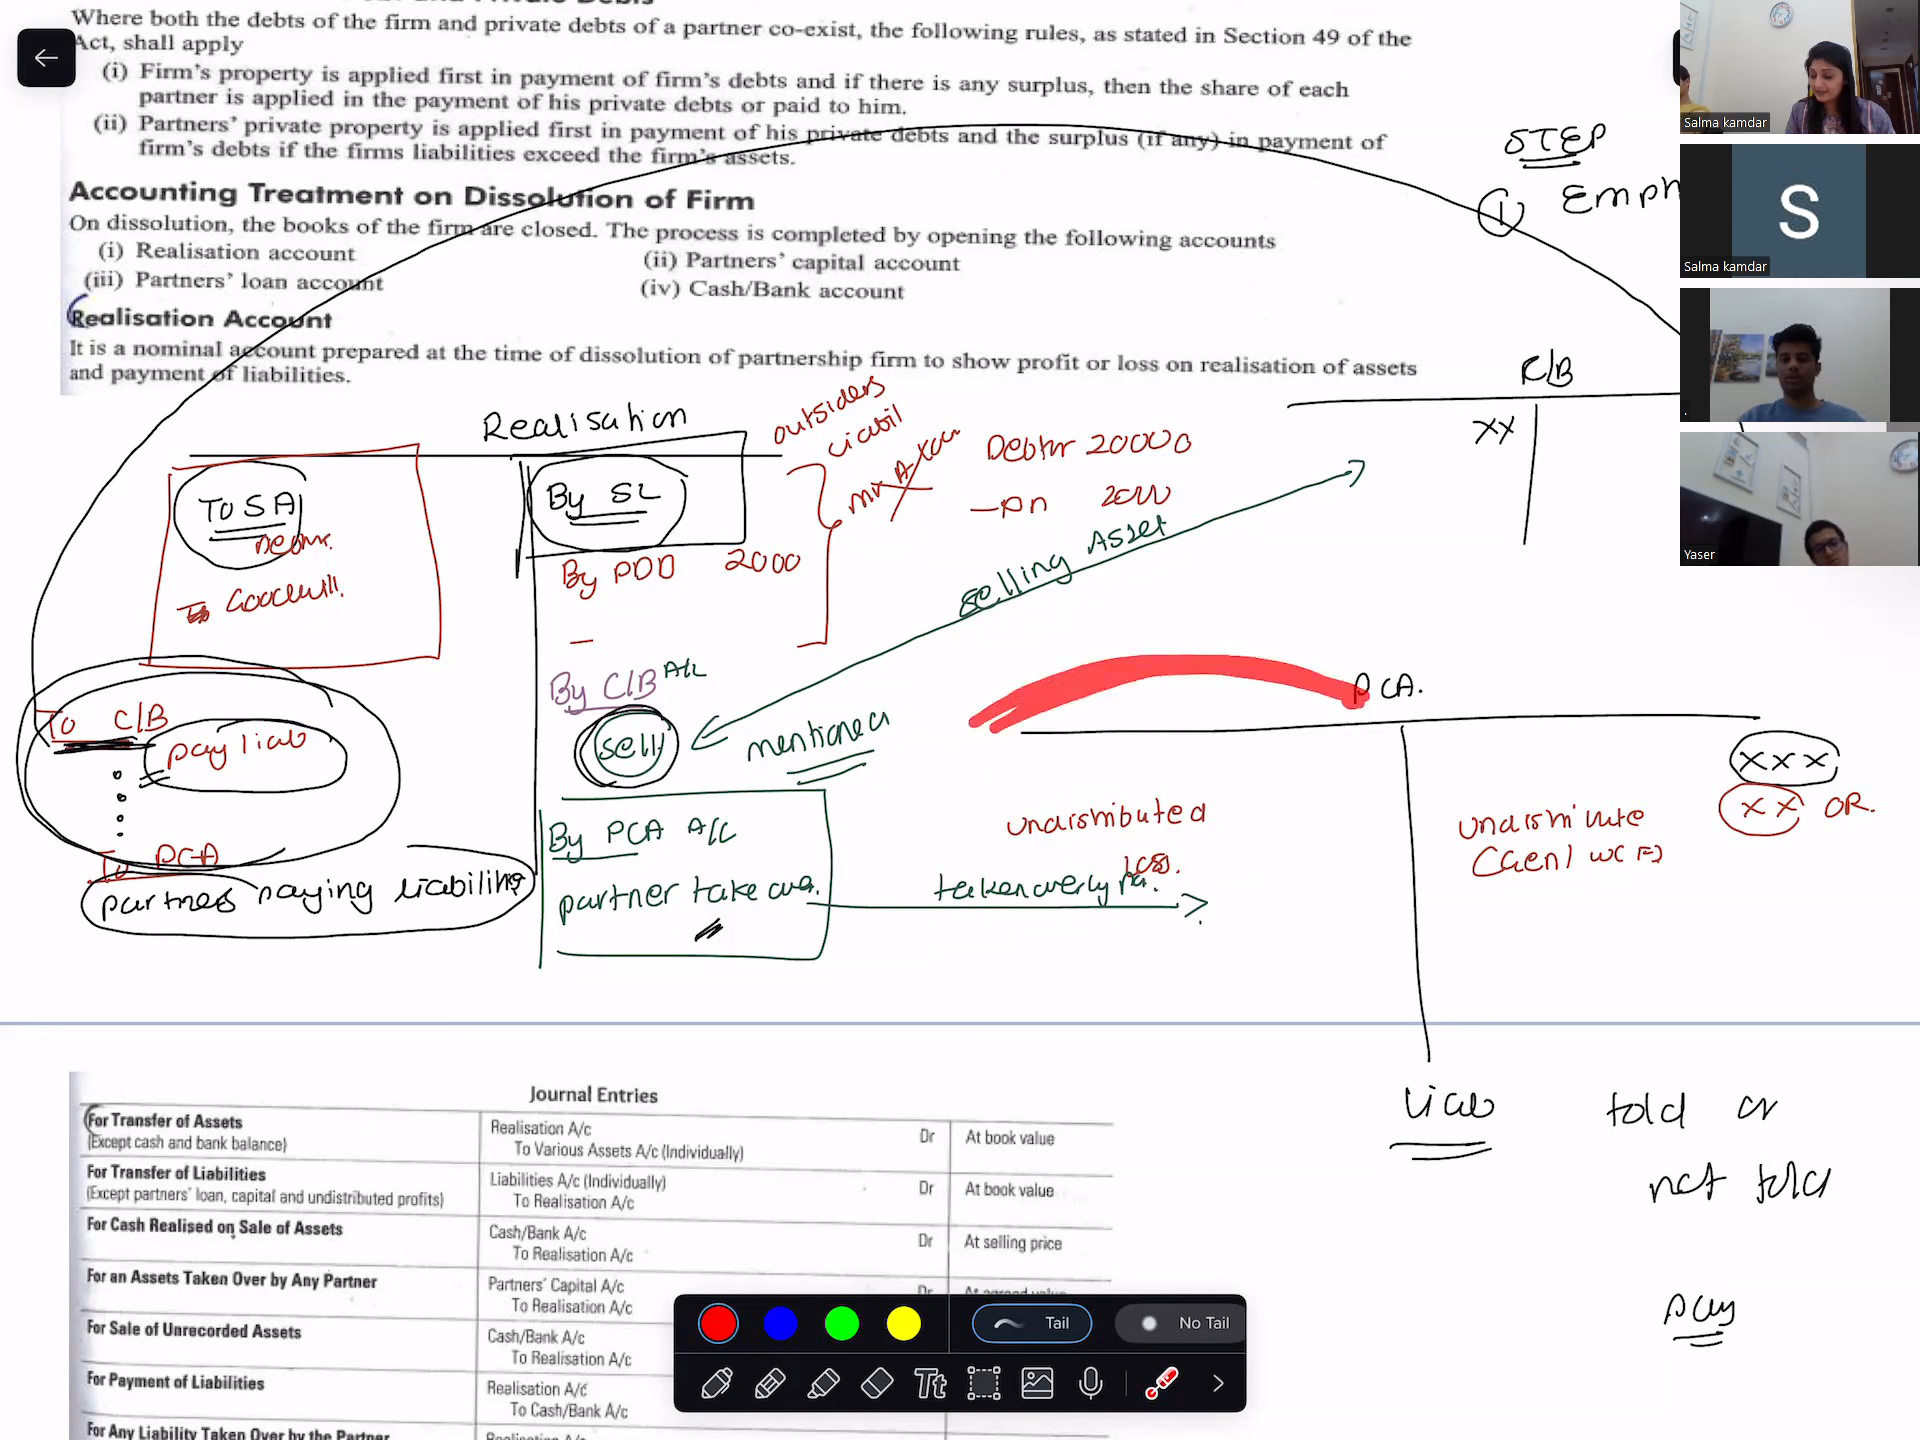 Where both the debts of the firm and private debts of a partner co-exist, the following rules, as stated in Section 49 of the
Act, shall apply
(i) Firm's property is applied first in payment of firm's debts and if there is any surplus, then the share of each
partner is applied in the payment of his private debts or paid to him.
(ii) Partners' private property is applied first in payment of his private debts and the surplus (if any) in payment of
firm's debts if the firms liabilities exceed the firm's assets.
Accounting Treatment on Dissolution of Firm
On dissolution, the books of the firm are closed. The process is completed by opening the following accounts
(i) Realisation account
(ii) Partners' capital account
(iii) Partners' loan account
(iv) Cash/Bank account
Realisation Account
It is a nominal account prepared at the time of dissolution of partnership firm to show profit or loss on realisation of assets
and payment of liabilities.
STEP
①
C/B
XX
Realisation
outsiders
To SA
Goodwill
By SL
By PDD 2000
By C/B A/C
sell
mentioned
Debtor 20000
selling Asset
To C/B
pay liab
To PCA
partners paying liabilities
By PCA A/C
partner take over.
PCA.
undistributed
loss.
xxx
xx OR.
Liab
told or
not told
pay
Journal Entries
For Transfer of Assets
(Except cash and bank balance)
Realisation A/c Dr At book value
To Various Assets A/c (Individually)
For Transfer of Liabilities
(Except partners' loan, capital and undistributed profits)
Liabilities A/c (Individually) Dr At book value
To Realisation A/c
For Cash Realised on Sale of Assets
Cash/Bank A/c Dr At selling price
To Realisation A/c
For an Assets Taken Over by Any Partner
Partners' Capital A/c
To Realisation A/c
For Sale of Unrecorded Assets
Cash/Bank A/c
To Realisation A/c
For Payment of Liabilities
Realisation A/c
To Cash/Bank A/c
For Any Liability Taken Over by the Partner
Tail
No Tail
Tt
Salma kamdar
S
Salma kamdar
.
Yaser